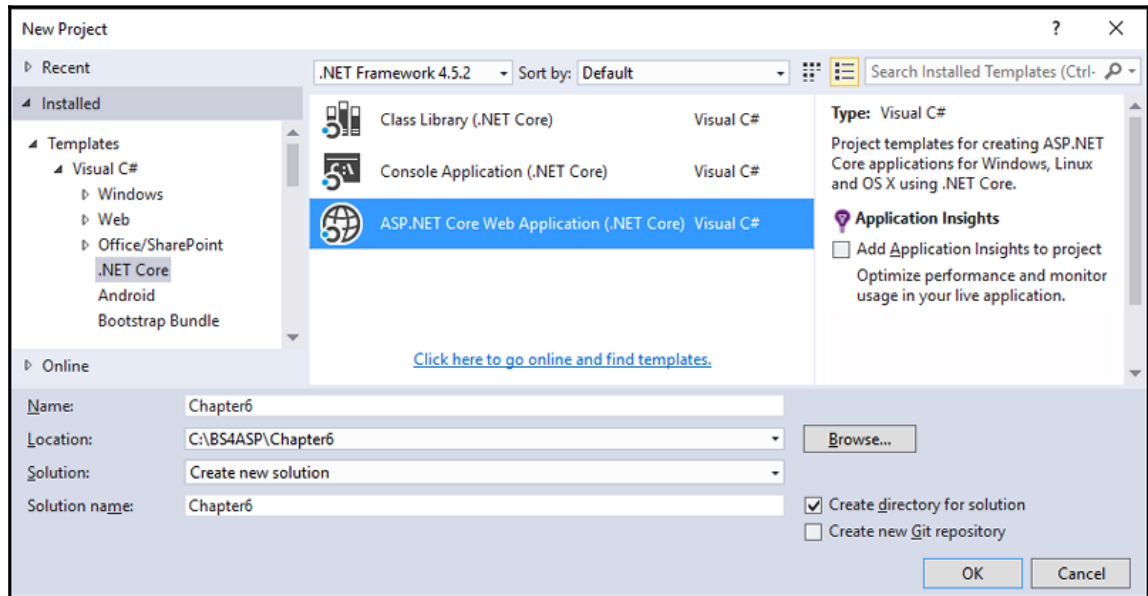 New Project
?
Recent
.NET Framework 4.5.2
Sort by: Default
Search Installed Templates (Ctrl-
Installed
Templates
Visual C#
Windows
Web
Office/SharePoint
.NET Core
Android
Bootstrap Bundle
Online
C:\
Class Library (.NET Core) Visual C#
Console Application (.NET Core) Visual C#
ASP.NET Core Web Application (.NET Core) Visual C#
Click here to go online and find templates.
Type: Visual C#
Project templates for creating ASP.NET
Core applications for Windows, Linux
and OS X using .NET Core.
Application Insights
Add Application Insights to project
Optimize performance and monitor
usage in your live application.
Name: Chapter6
Location: C:\BS4ASP\Chapter6
Browse...
Solution: Create new solution
Solution name: Chapter6
Create directory for solution
Create new Git repository
OK
Cancel